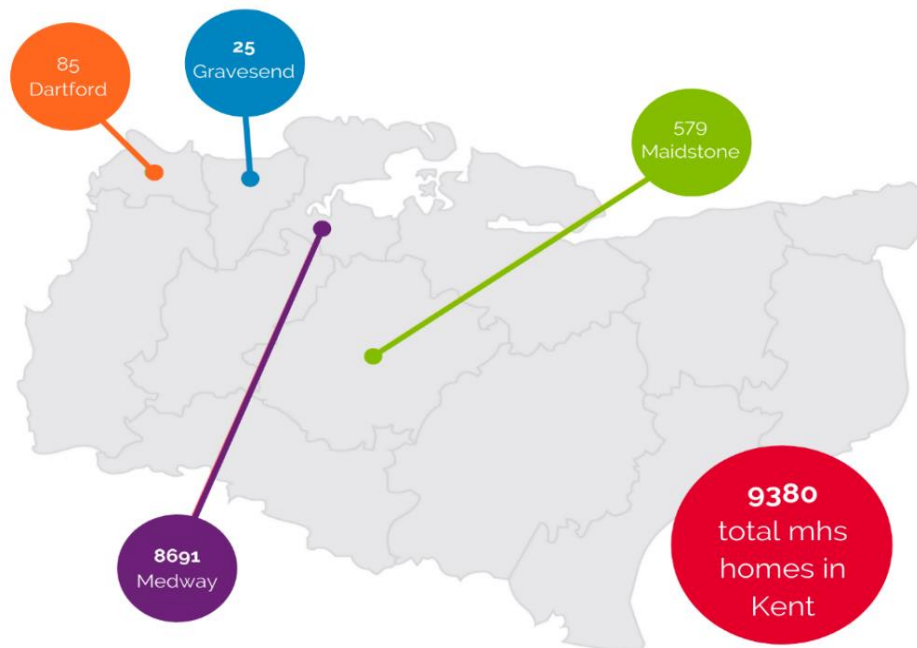 85
Dartford
25
Gravesend
579
Maidstone
8691
Medway
9380
total mhs
homes in
Kent